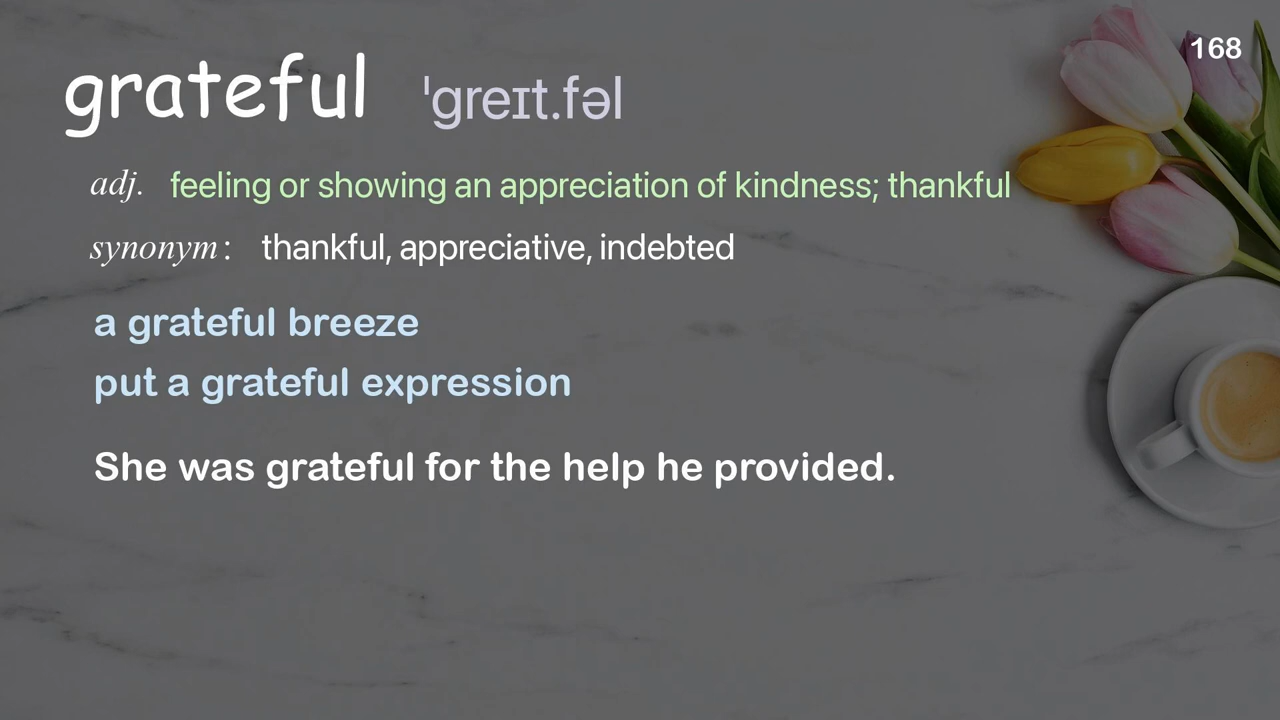 168
grateful ˈgreɪt.fəl
adj. feeling or showing an appreciation of kindness; thankful
synonym: thankful, appreciative, indebted
a grateful breeze
put a grateful expression
She was grateful for the help he provided.